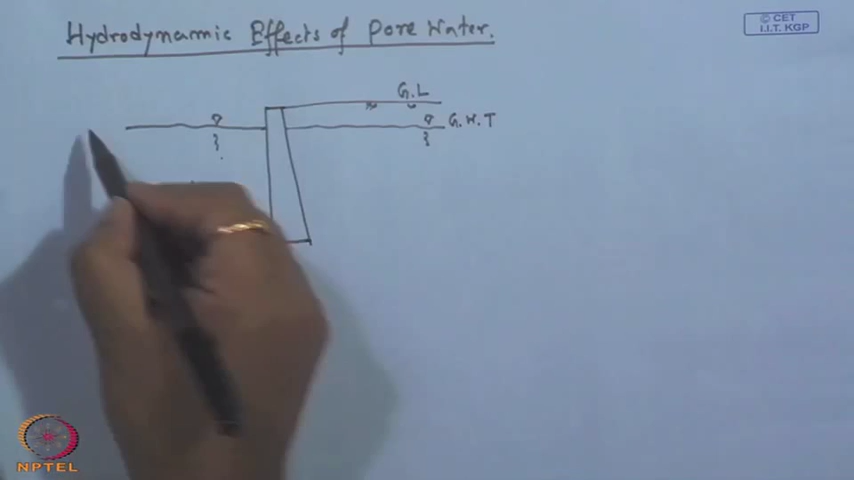 Hydrodynamic Effects of Pore Water.
© CET
I.I.T. KGP
G.L
G.W.T
NPTEL